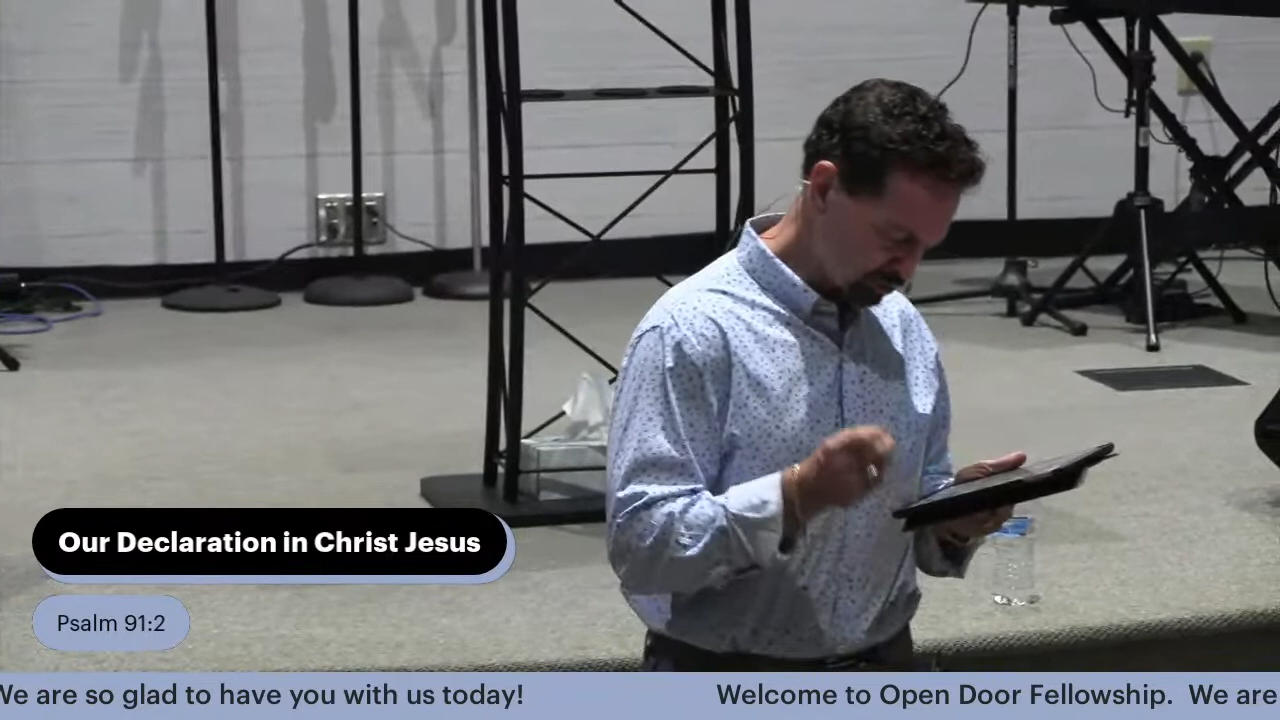 Our Declaration in Christ Jesus
Psalm 91:2
We are so glad to have you with us today! Welcome to Open Door Fellowship. We are